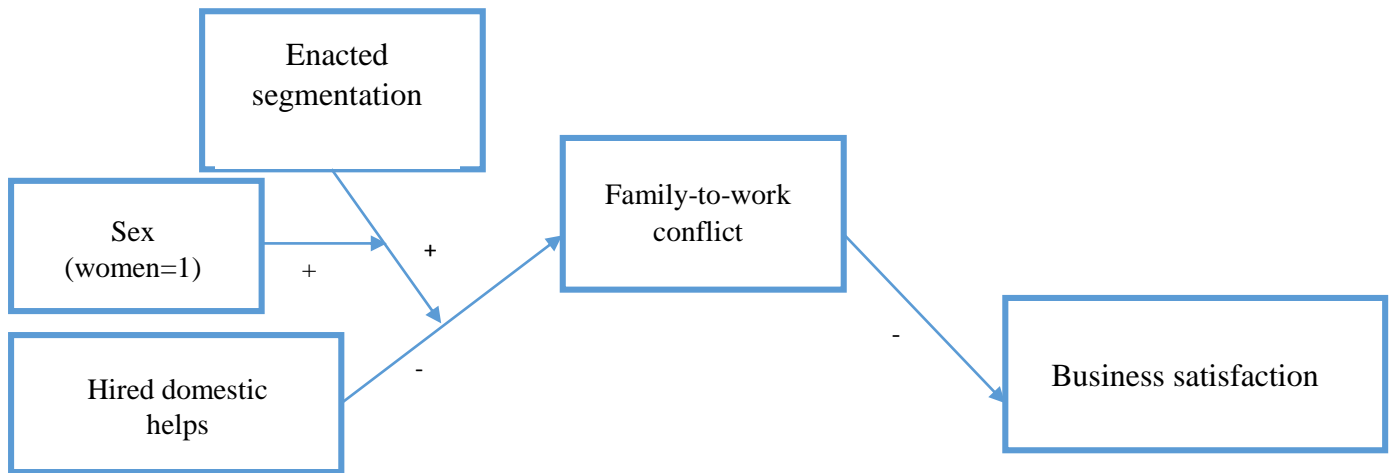 Enacted
segmentation
Sex
(women=1)
+
+
Hired domestic
helps
-
Family-to-work
conflict
-
Business satisfaction